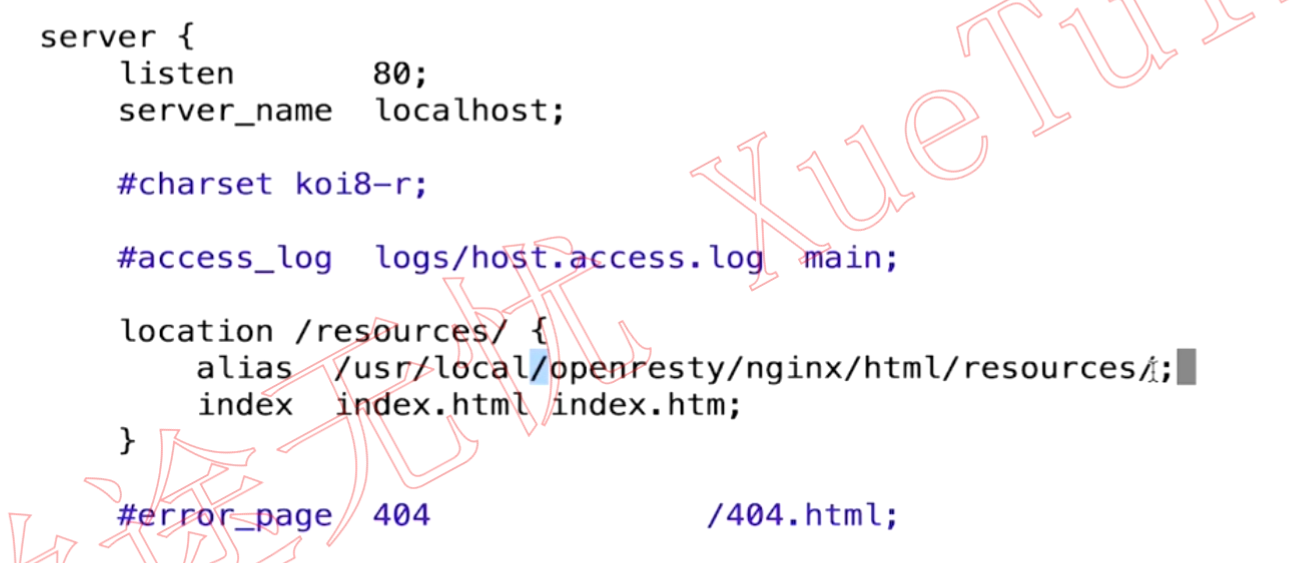 server {
    listen       80;
    server_name  localhost;
    #charset koi8-r;
    #access_log  logs/host.access.log  main;
    location /resources/ {
        alias  /usr/local/openresty/nginx/html/resources/;
        index  index.html index.htm;
    }
    #error_page  404              /404.html;
途无忧 XueTu